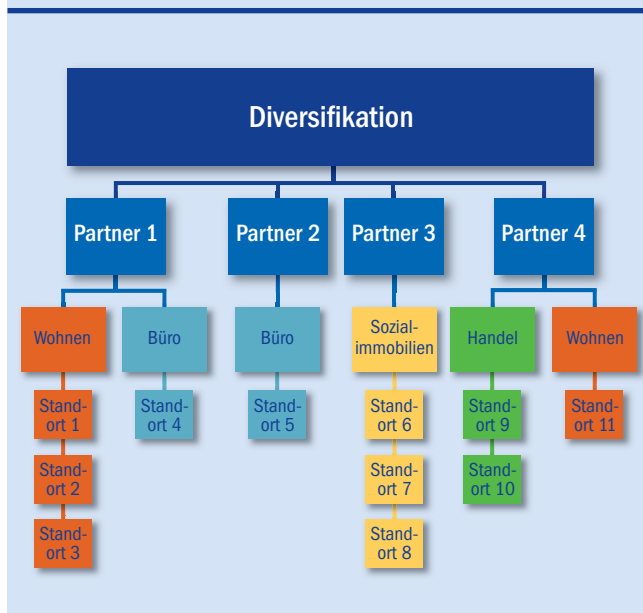 Diversifikation
Partner 1
Partner 2
Partner 3
Partner 4
Wohnen
Büro
Büro
Sozial-
immobilien
Handel
Wohnen
Stand-
ort 1
Stand-
ort 4
Stand-
ort 5
Stand-
ort 6
Stand-
ort 9
Stand-
ort 11
Stand-
ort 2
Stand-
ort 7
Stand-
ort 10
Stand-
ort 3
Stand-
ort 8